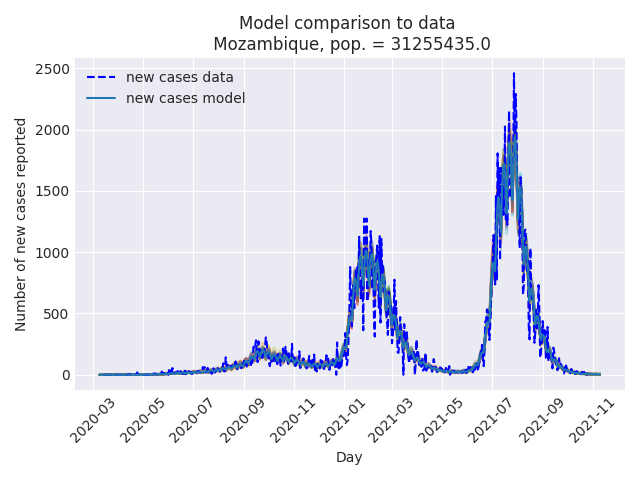 Model comparison to data
Mozambique, pop. = 31255435.0
new cases data
new cases model
Number of new cases reported
2500
2000
1500
1000
500
0
2020-03
2020-05
2020-07
2020-09
2020-11
2021-01
2021-03
2021-05
2021-07
2021-09
2021-11
Day